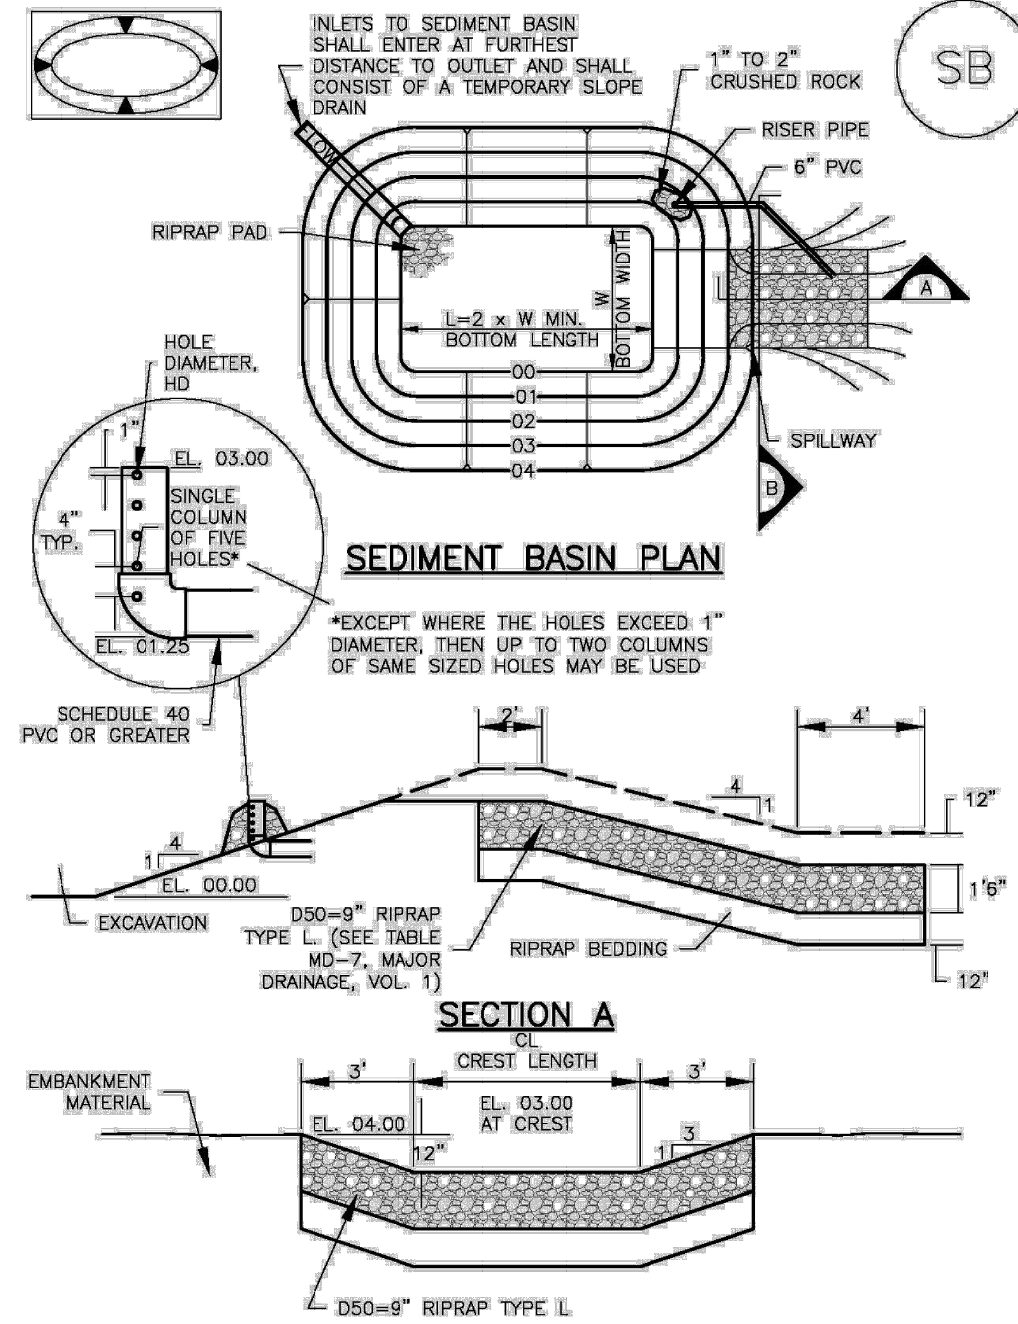 INLETS TO SEDIMENT BASIN
SHALL ENTER AT FURTHEST
DISTANCE TO OUTLET AND SHALL
CONSIST OF A TEMPORARY SLOPE
DRAIN
1" TO 2"
CRUSHED ROCK
SB
RISER PIPE
6" PVC
FLOW
RIPRAP PAD
W
BOTTOM WIDTH
A
L=2 x W MIN.
BOTTOM LENGTH
00
01
02
03
04
SPILLWAY
B
HOLE
DIAMETER,
HD
1"
EL. 03.00
4"
TYP.
SINGLE
COLUMN
OF FIVE
HOLES*
EL. 01.25
SCHEDULE 40
PVC OR GREATER
SEDIMENT BASIN PLAN
*EXCEPT WHERE THE HOLES EXCEED 1"
DIAMETER, THEN UP TO TWO COLUMNS
OF SAME SIZED HOLES MAY BE USED
2'
4'
4
1
12"
4
1
EL. 00.00
1'6"
EXCAVATION
D50=9" RIPRAP
TYPE L. (SEE TABLE
MD-7, MAJOR
DRAINAGE, VOL. 1)
RIPRAP BEDDING
12"
SECTION A
CL
CREST LENGTH
3'
3'
EMBANKMENT
MATERIAL
EL. 04.00
EL. 03.00
AT CREST
12"
3
1
D50=9" RIPRAP TYPE L